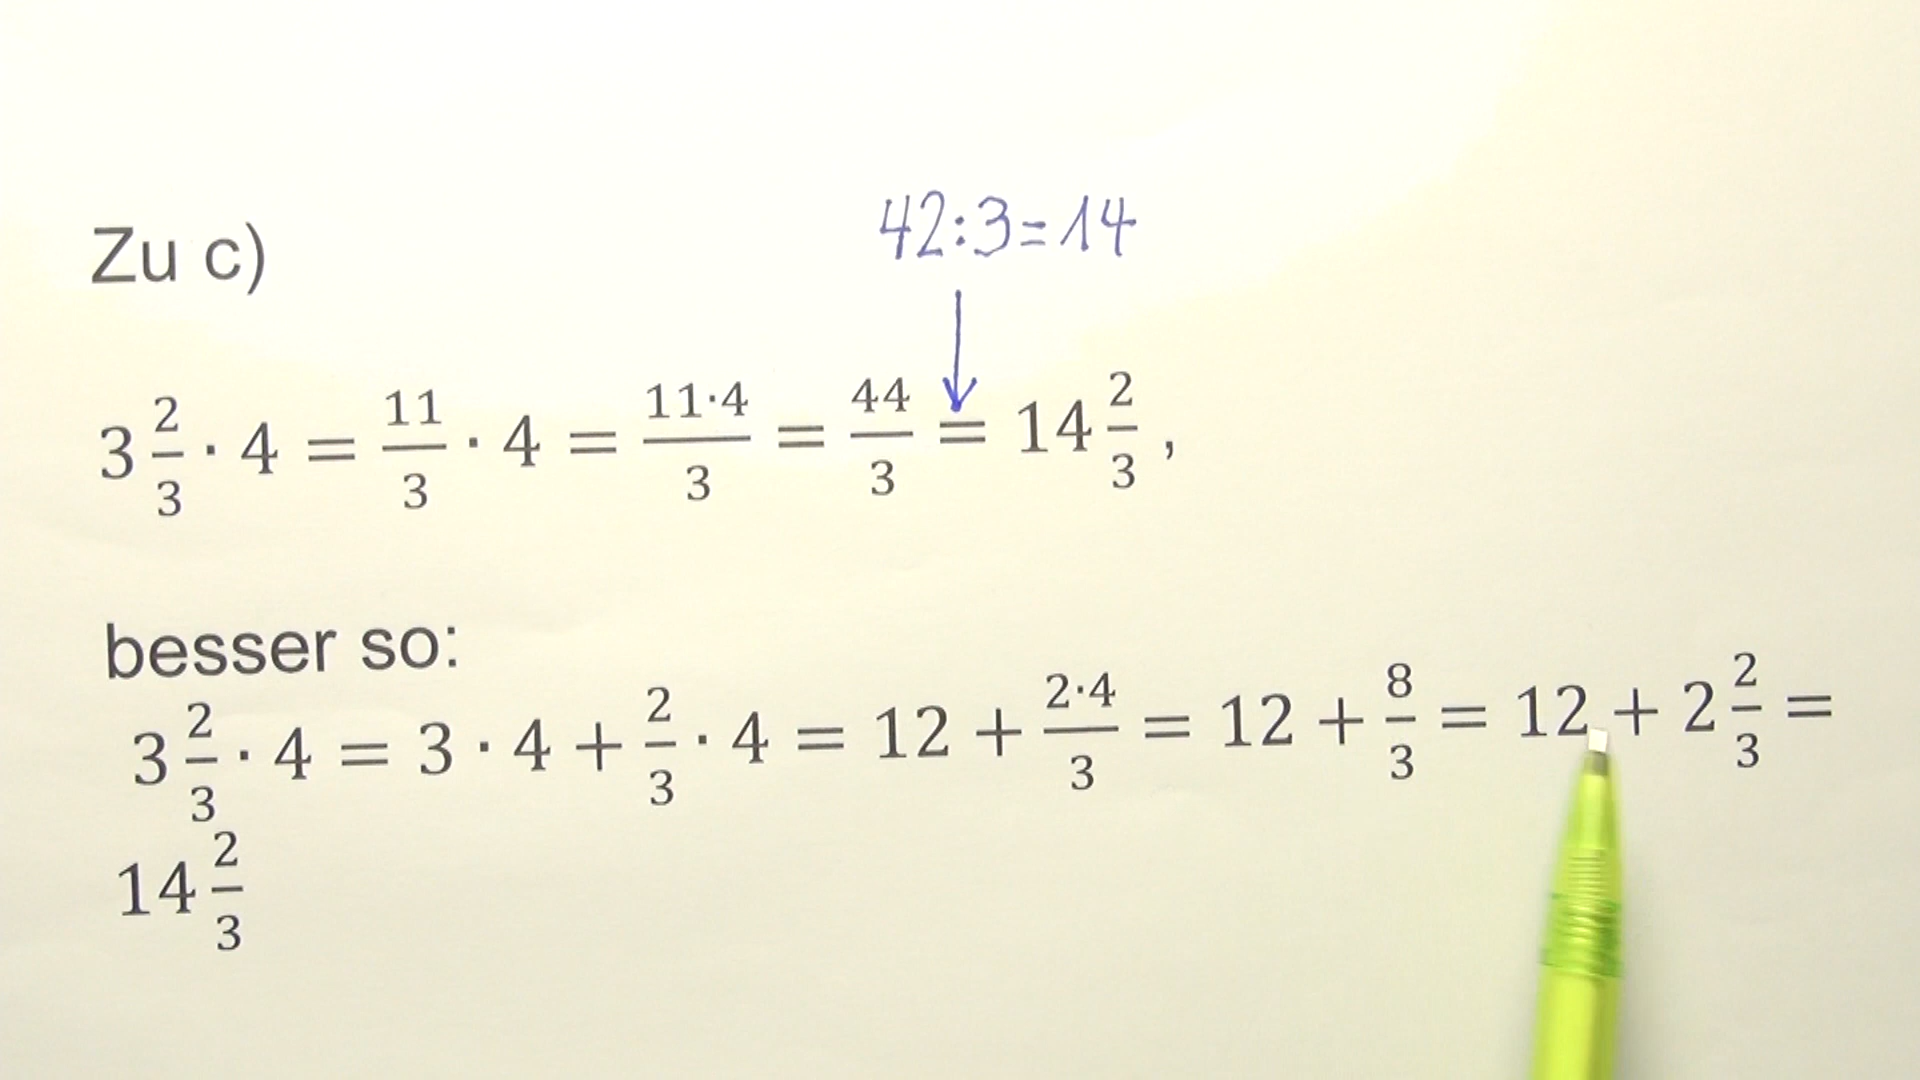 42:3=14
Zu c)
3 2/3 · 4 = 11/3 · 4 = 11·4/3 = 44/3 = 14 2/3 ,
besser so:
3 2/3 · 4 = 3 · 4 + 2/3 · 4 = 12 + 2·4/3 = 12 + 8/3 = 12 + 2 2/3 =
14 2/3